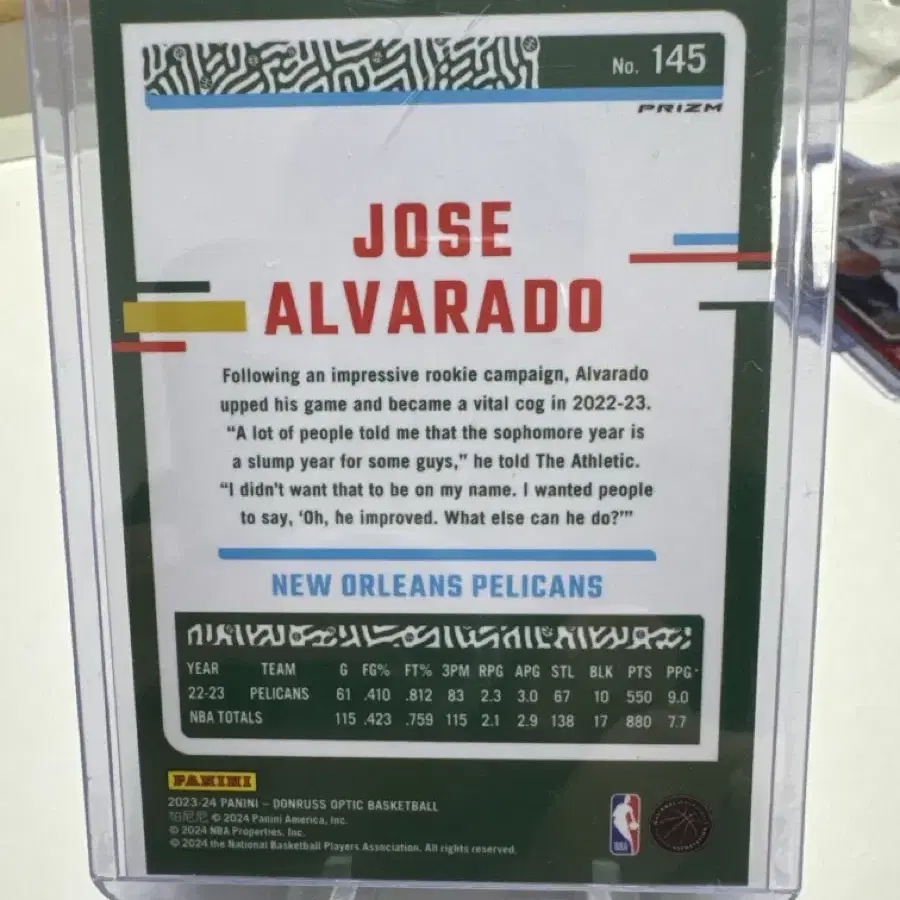 No. 145
PRIZM
JOSE
ALVARADO
Following an impressive rookie campaign, Alvarado
upped his game and became a vital cog in 2022-23.
“A lot of people told me that the sophomore year is
a slump year for some guys,” he told The Athletic.
“I didn’t want that to be on my name. I wanted people
to say, ‘Oh, he improved. What else can he do?’”
NEW ORLEANS PELICANS
YEAR TEAM G FG% FT% 3PM RPG APG STL BLK PTS PPG
22-23 PELICANS 61 .410 .812 83 2.3 3.0 67 10 550 9.0
NBA TOTALS 115 .423 .759 115 2.1 2.9 138 17 880 7.7
PANINI
2023-24 PANINI – DONRUSS OPTIC BASKETBALL
帕尼尼 © 2024 Panini America, Inc.
© 2024 NBA Properties, Inc.
© 2024 the National Basketball Players Association. All rights reserved.
NBA